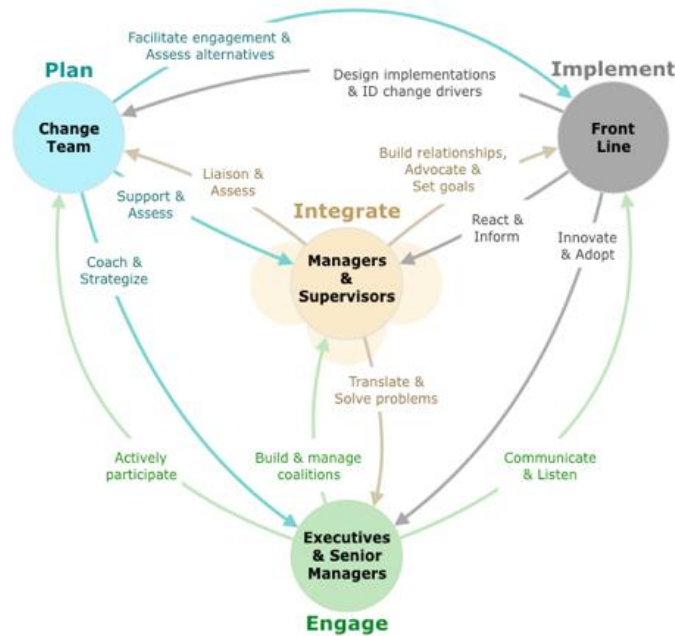 Facilitate engagement &
Assess alternatives
Plan
Implement
Design implementations
& ID change drivers
Change
Team
Front
Line
Liaison &
Assess
Build relationships,
Advocate &
Set goals
Support &
Assess
Integrate
React &
Inform
Innovate
& Adopt
Coach &
Strategize
Managers
&
Supervisors
Translate &
Solve problems
Actively
participate
Build & manage
coalitions
Communicate
& Listen
Executives
& Senior
Managers
Engage